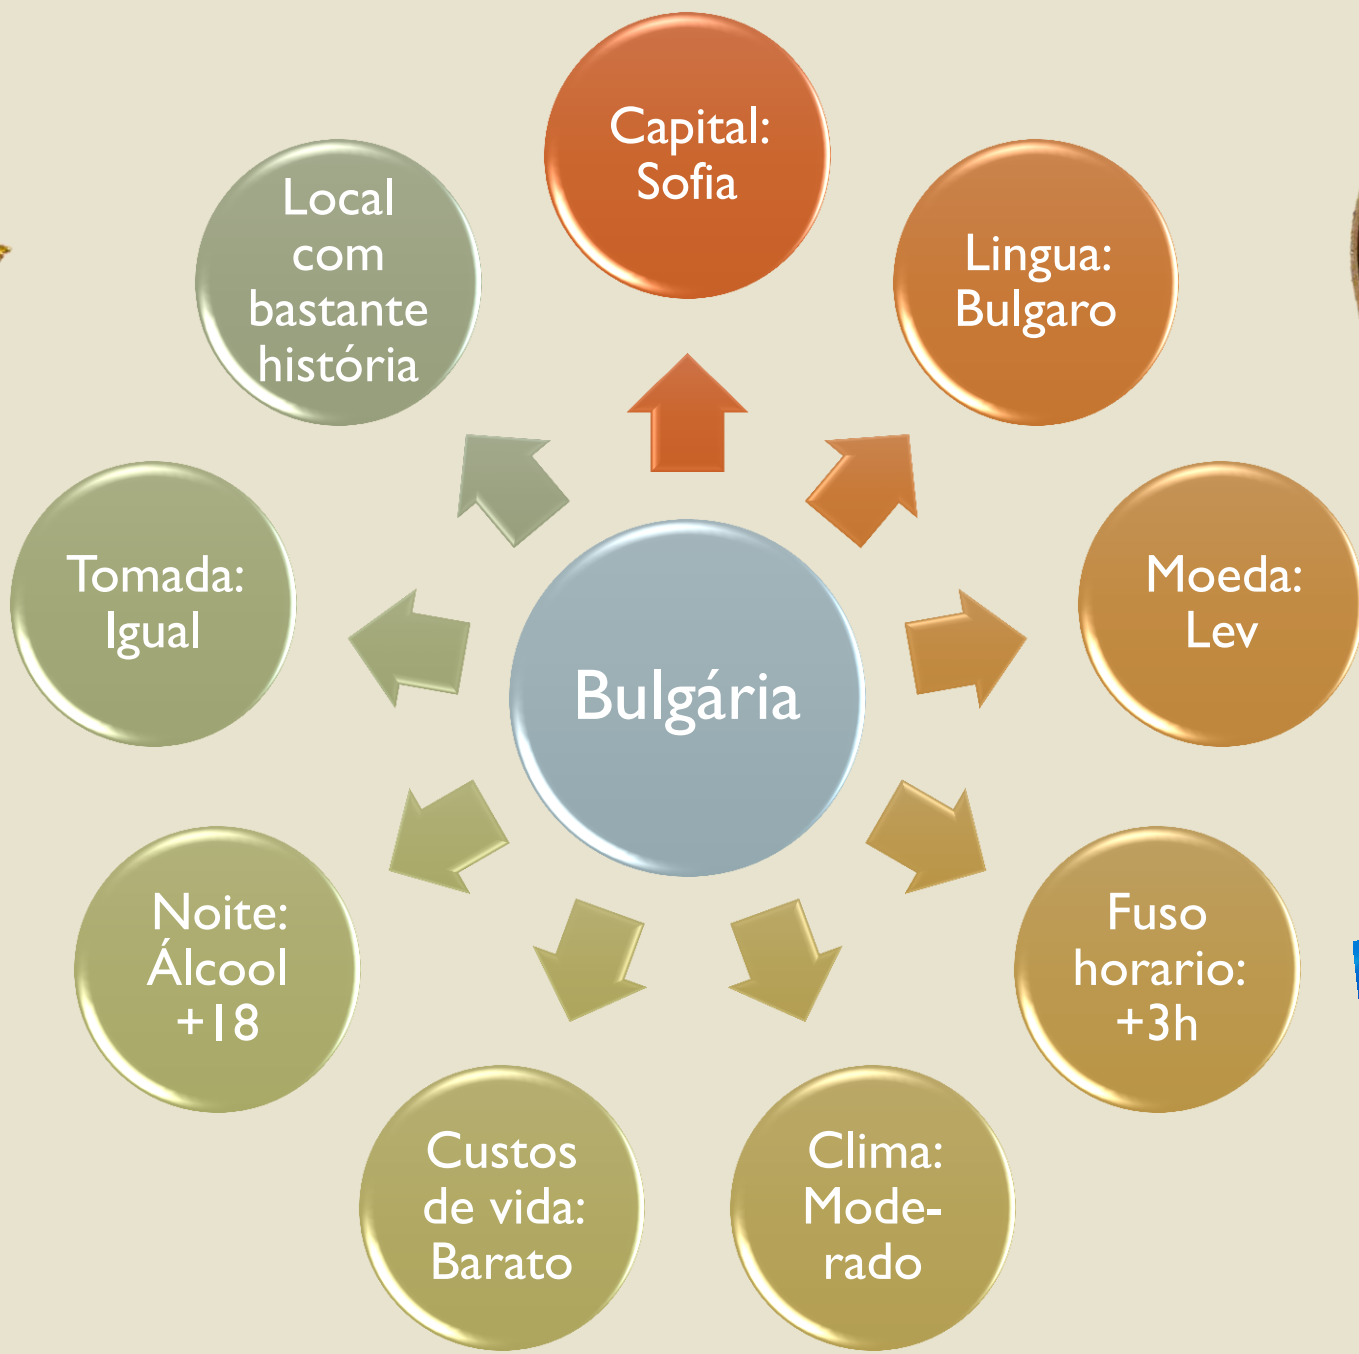 Bulgária
Capital:
Sofia
Lingua:
Bulgaro
Moeda:
Lev
Fuso
horario:
+3h
Clima:
Mode-
rado
Custos
de vida:
Barato
Noite:
Álcool
+18
Tomada:
Igual
Local
com
bastante
história